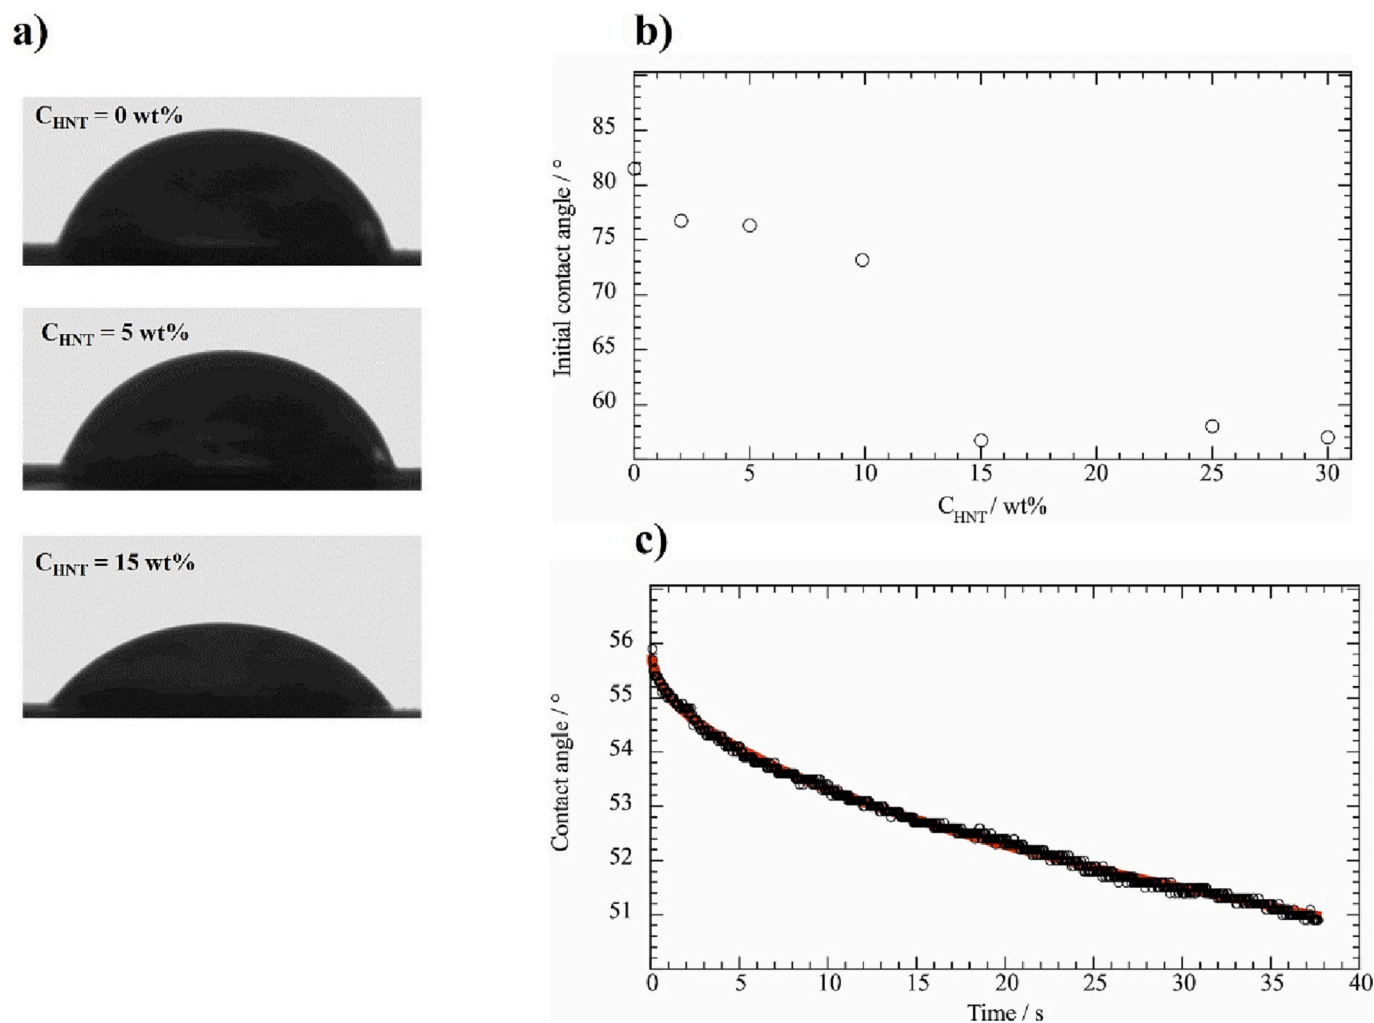 a)
C_HNT = 0 wt%
C_HNT = 5 wt%
C_HNT = 15 wt%
b)
Initial contact angle / °
85
80
75
70
65
60
0 5 10 15 20 25 30
C_HNT / wt%
c)
Contact angle / °
56
55
54
53
52
51
0 5 10 15 20 25 30 35 40
Time / s